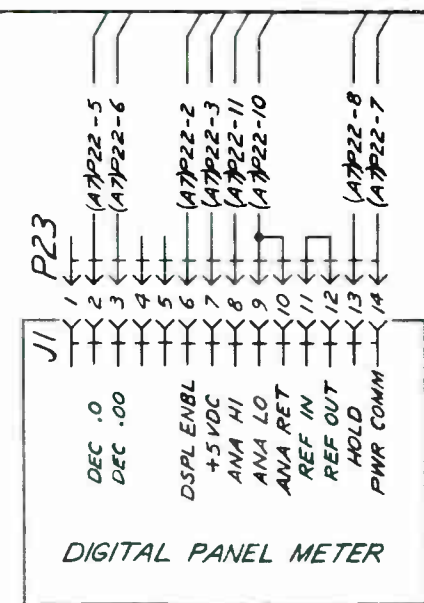 (A7)P22-5
(A7)P22-6
(A7)P22-2
(A7)P22-3
(A7)P22-11
(A7)P22-10
(A7)P22-8
(A7)P22-7
P23
1
2
3
4
5
6
7
8
9
10
11
12
13
14
J1
DEC .0
DEC .00
DSPL ENBL
+5 VDC
ANA HI
ANA LO
ANA RET
REF IN
REF OUT
HOLD
PWR COMM
DIGITAL PANEL METER